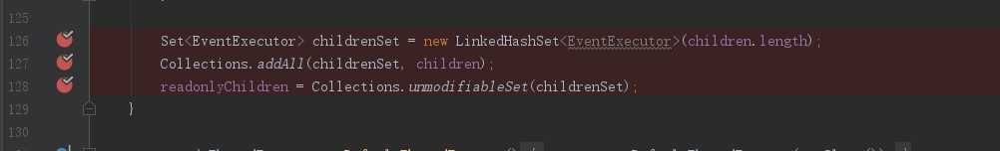 125
126 Set<EventExecutor> childrenSet = new LinkedHashSet<EventExecutor>(children.length);
127 Collections.addAll(childrenSet, children);
128 readonlyChildren = Collections.unmodifiableSet(childrenSet);
129 }
130